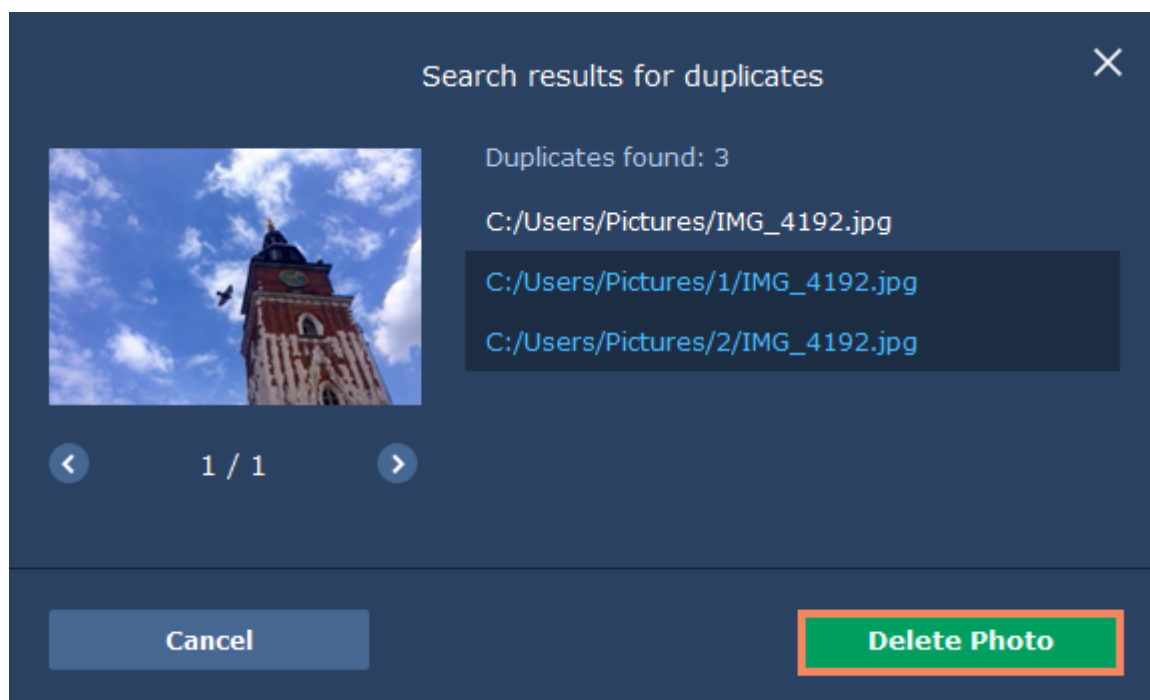 Search results for duplicates
Duplicates found: 3
C:/Users/Pictures/IMG_4192.jpg
C:/Users/Pictures/1/IMG_4192.jpg
C:/Users/Pictures/2/IMG_4192.jpg
1 / 1
Cancel
Delete Photo